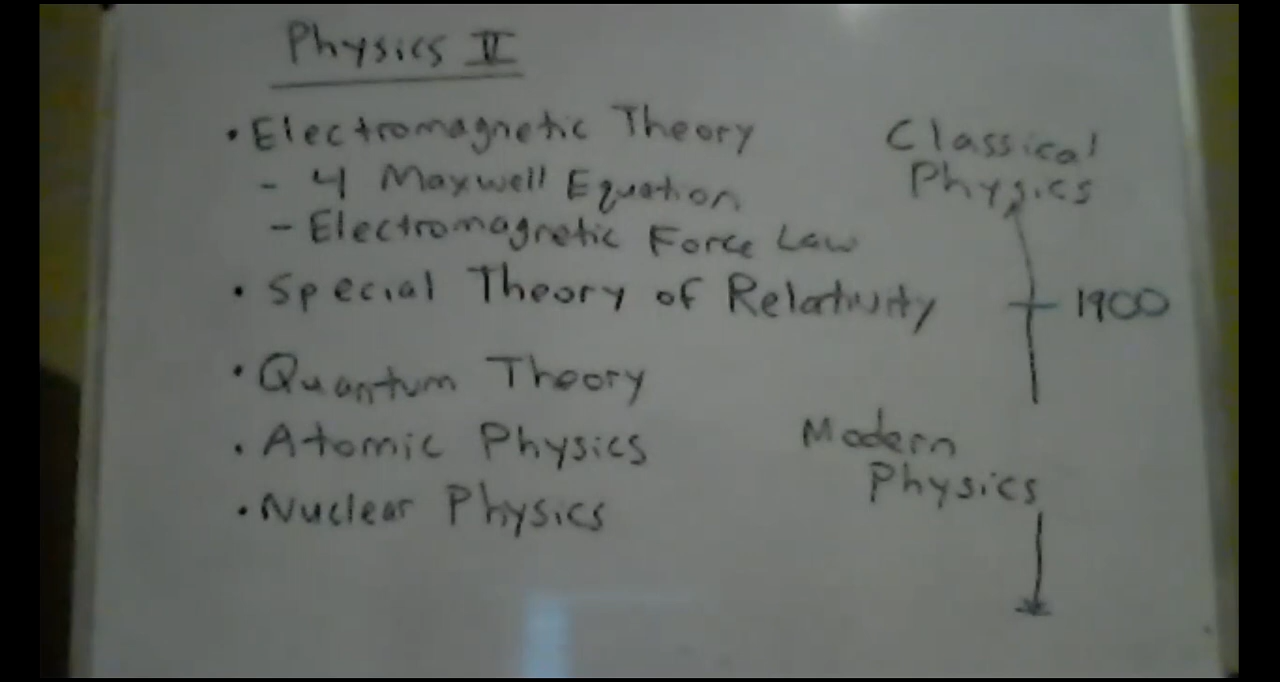 Physics II
• Electromagnetic Theory
- 4 Maxwell Equation
- Electromagnetic Force Law
• Special Theory of Relativity
• Quantum Theory
• Atomic Physics
• Nuclear Physics
Classical
Physics
1900
Modern
Physics